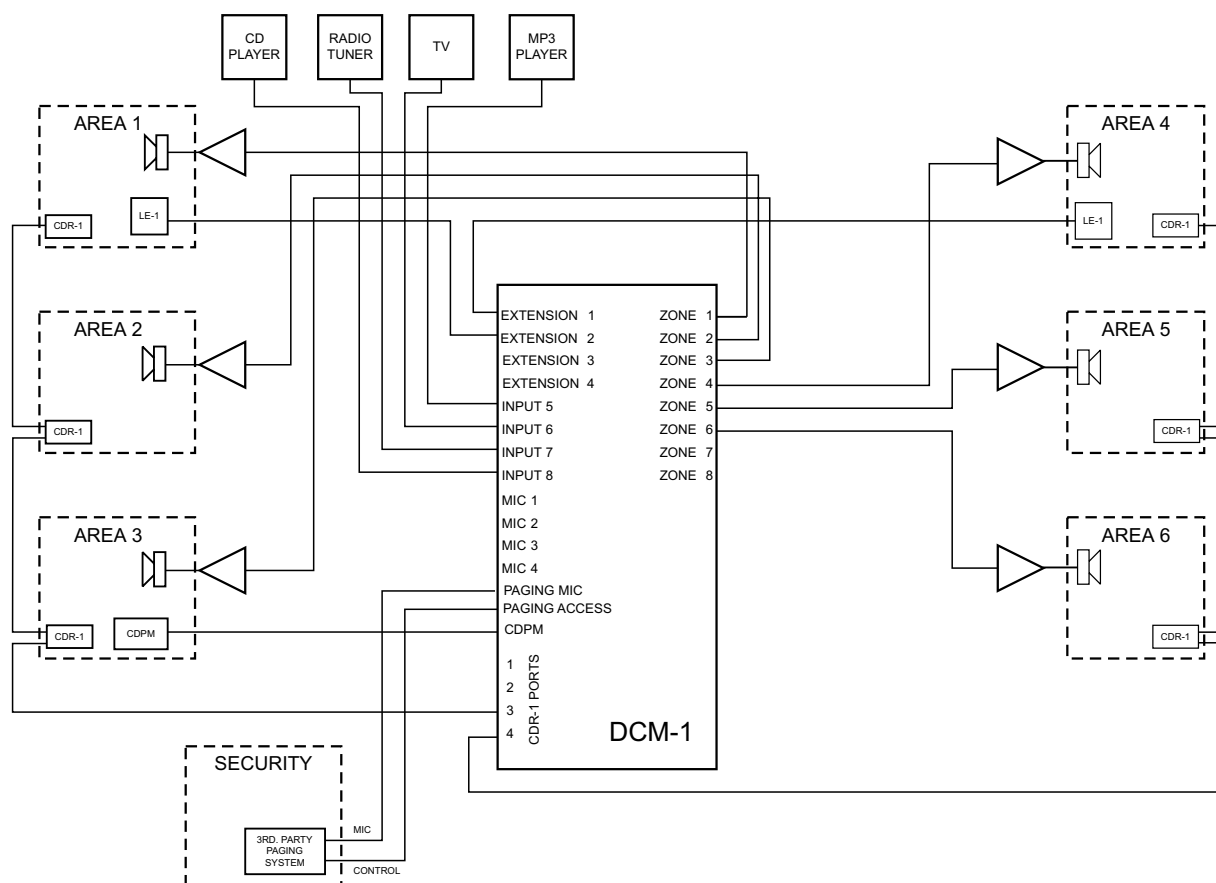 CD
PLAYER
RADIO
TUNER
TV
MP3
PLAYER
AREA 1
CDR-1
LE-1
AREA 2
CDR-1
AREA 3
CDR-1
CDPM
AREA 4
LE-1
CDR-1
AREA 5
CDR-1
AREA 6
CDR-1
EXTENSION 1
EXTENSION 2
EXTENSION 3
EXTENSION 4
INPUT 5
INPUT 6
INPUT 7
INPUT 8
MIC 1
MIC 2
MIC 3
MIC 4
PAGING MIC
PAGING ACCESS
CDPM
1
2
3
4
CDR-1 PORTS
ZONE 1
ZONE 2
ZONE 3
ZONE 4
ZONE 5
ZONE 6
ZONE 7
ZONE 8
DCM-1
SECURITY
3RD. PARTY
PAGING
SYSTEM
MIC
CONTROL